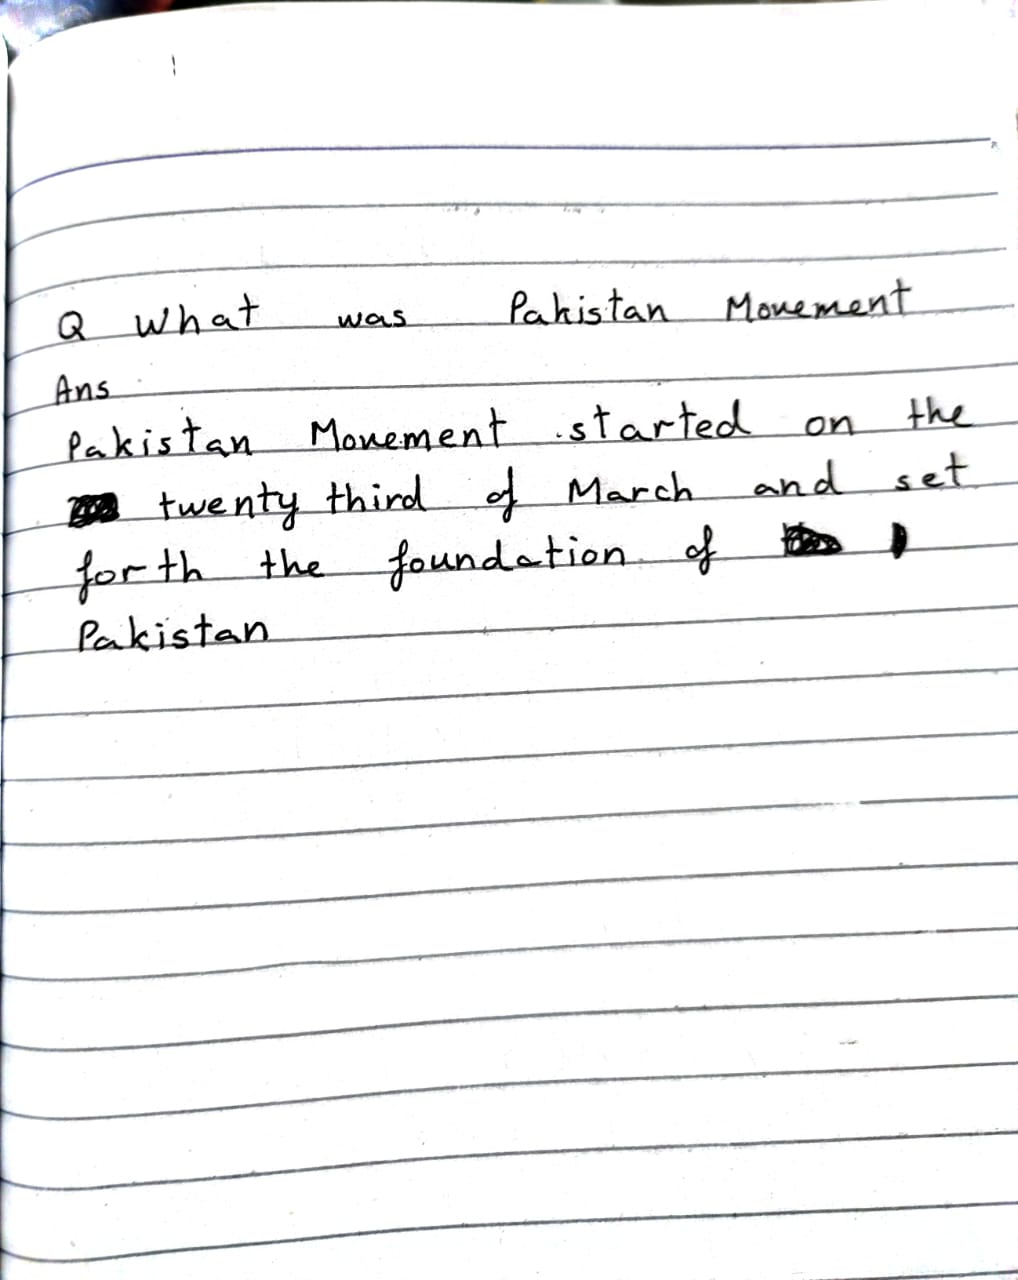 Q What was Pakistan Movement
Ans
Pakistan Movement started on the
twenty third of March and set
forth the foundation of
Pakistan